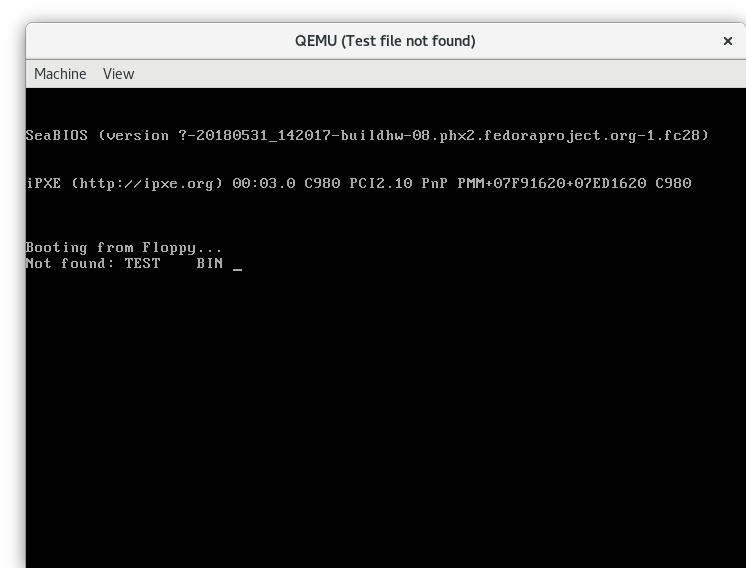 QEMU (Test file not found)
Machine View
SeaBIOS (version ?-20180531_142017-buildhw-08.phx2.fedoraproject.org-1.fc28)
iPXE (http://ipxe.org) 00:03.0 C980 PCI2.10 PnP PMM+07F91620+07ED1620 C980
Booting from Floppy...
Not found: TEST    BIN _